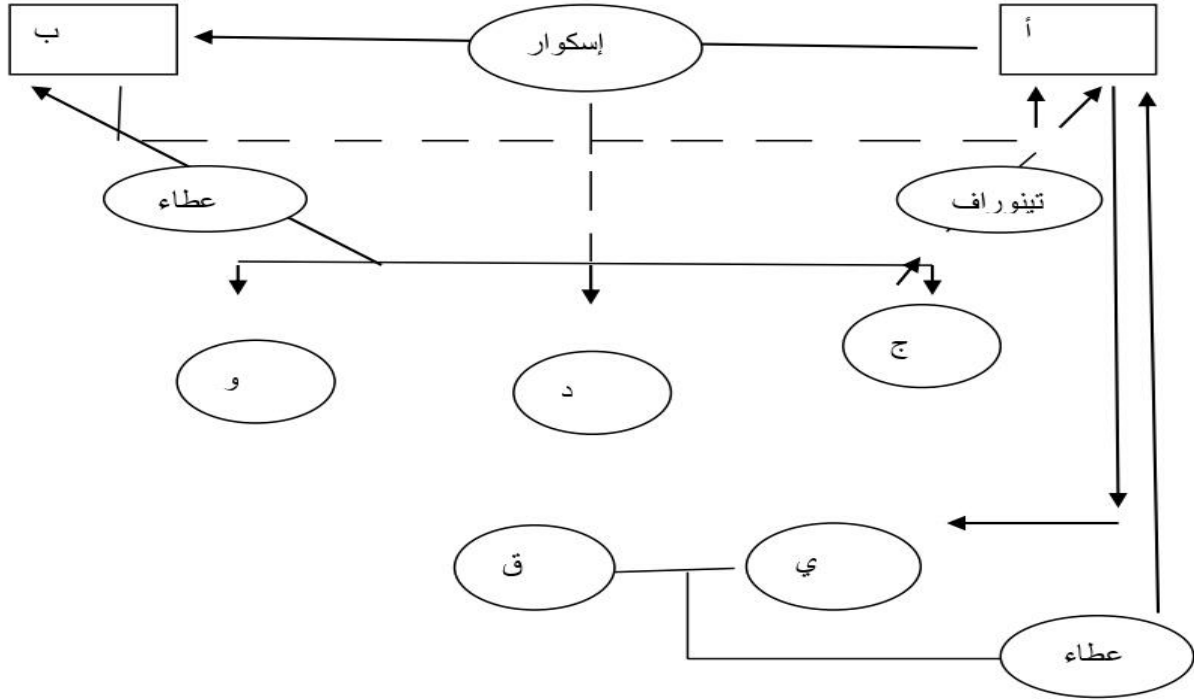 أ
إسكوار
ب
تينوراف
عطاء
ج
د
و
ي
ق
عطاء